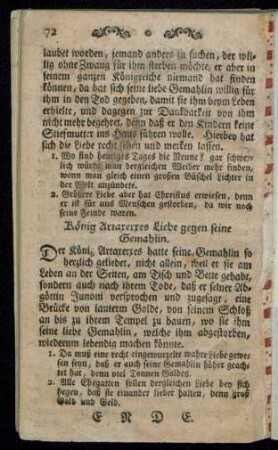 72
laubet worden, jemand anders zu suchen, der wil-
lig ohne Zwang für ihm sterben möchte, er aber in
seinem ganzen Königreiche niemand hat finden
können, da hat sich seine liebe Gemahlin willig für
ihm in den Tod gegeben, damit sie ihm beym Leben
erhielte, und dagegen zur Dankbarkeit von ihm
nicht mehr begehret, denn daß er den Kindern keine
Stiefmutter ins Haus führen wolle. Hierbey hat
sich die Liebe recht sehen und merken lassen.
1. Wo sind heutiges Tages die Neune? gar schwer-
lich würde man dergleichen Weiber mehr finden,
wenn man gleich einen großen Büschel Lichter in
der Welt anzündete.
2. Größere Liebe aber hat Christus erwiesen, denn
er ist für uns Menschen gestorben, da wir noch
seine Feinde waren.
König Artaxerxes Liebe gegen seine
Gemahlin.
Der König Artaxerxes hatte seine Gemahlin so
herzlich geliebet, nicht allein, weil er sie am
Leben an der Seiten, am Tisch und Bette gehabt,
sondern auch nach ihrem Tode, daß er seiner Ab-
göttin Junoni versprochen und zugesagt, eine
Brücke von lauterm Golde, von seinem Schloß
an bis zu ihrem Tempel zu bauen, wo sie ihm
seine liebe Gemahlin, welche ihm abgestorben,
wiederum lebendig machen könnte.
1. Da muß eine recht eingewurzelte wahre Liebe gewe-
sen seyn, daß er auch seine Gemahlin höher geach-
tet hat, denn viel Tonnen Goldes.
2. Alle Ehegatten sollen dergleichen Liebe bey sich
hegen, daß sie einander lieber halten, denn groß
Gold und Geld.
E N D E.